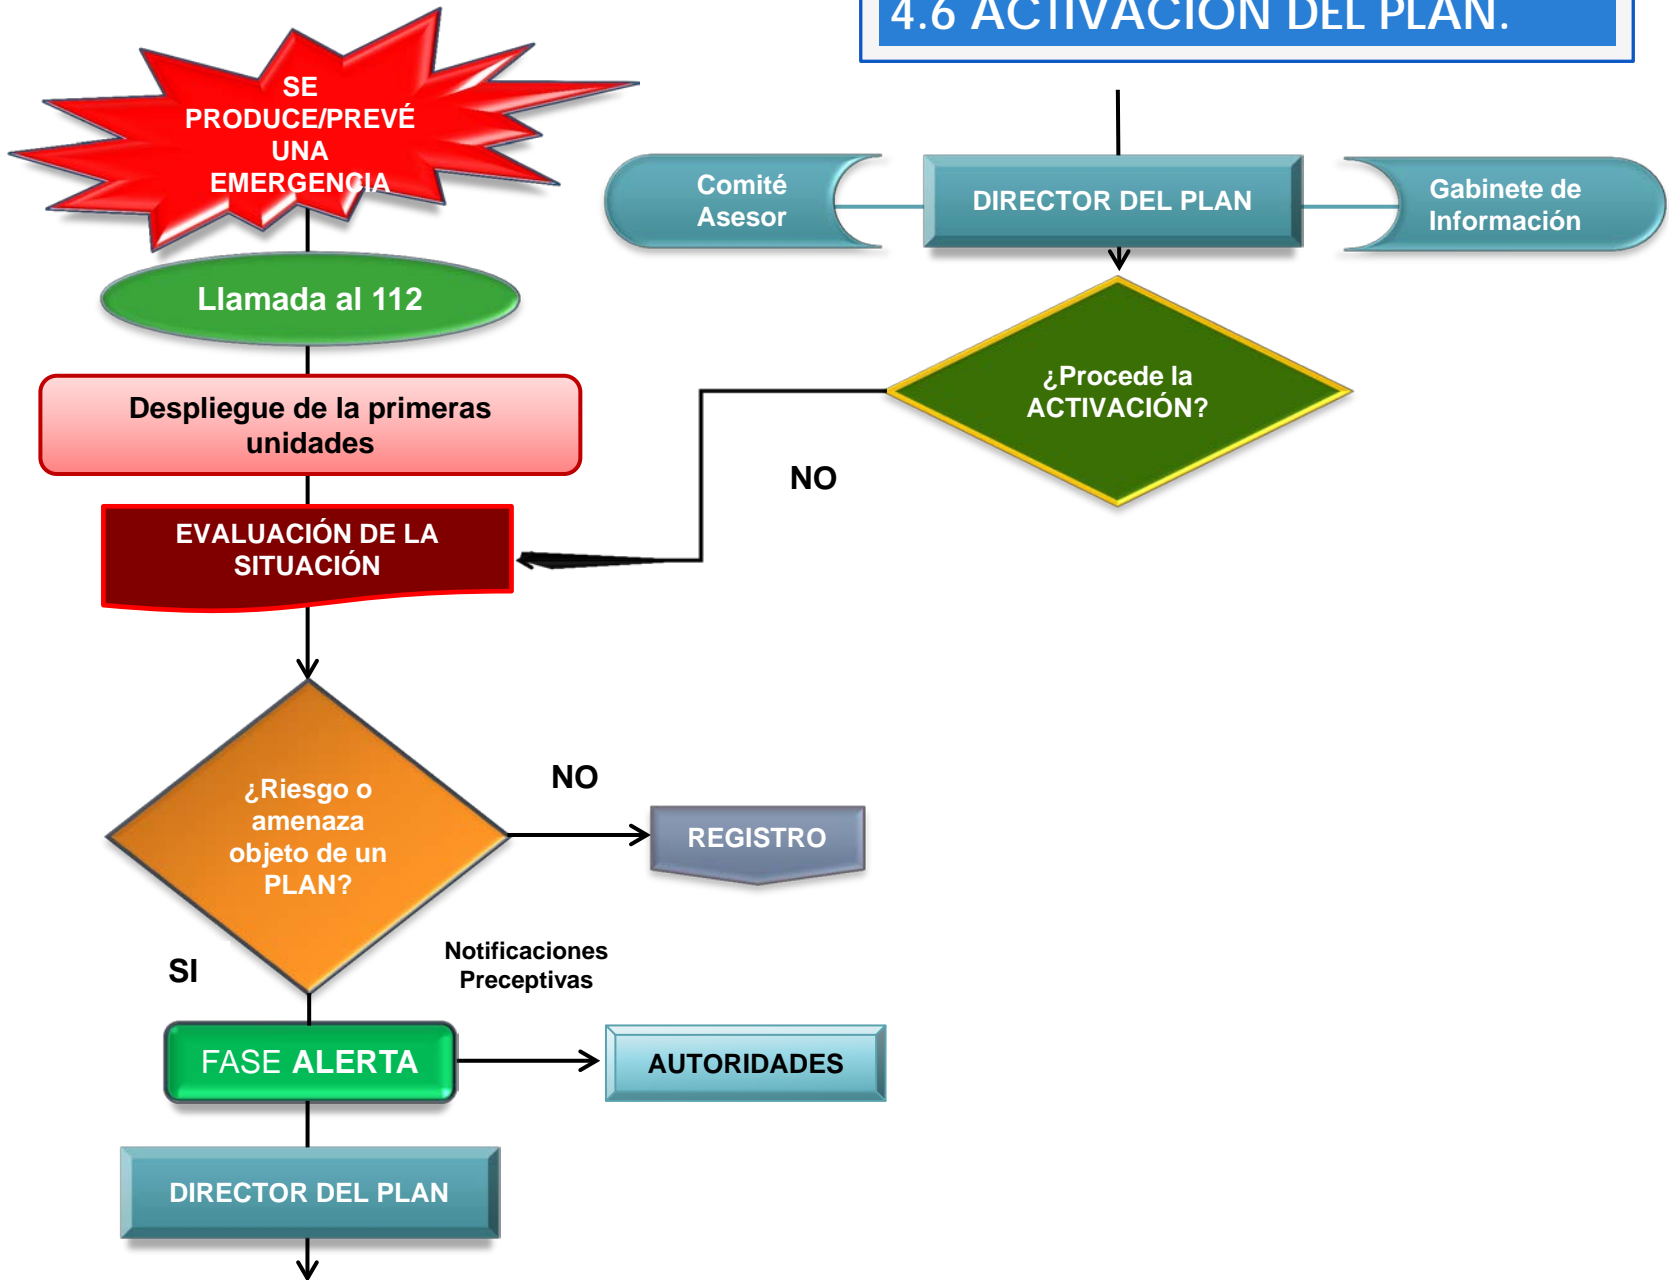 4.6 ACTIVACIÓN DEL PLAN.
SE
PRODUCE/PREVÉ
UNA
EMERGENCIA
Llamada al 112
Despliegue de la primeras
unidades
EVALUACIÓN DE LA
SITUACIÓN
¿Riesgo o
amenaza
objeto de un
PLAN?
NO
REGISTRO
SI
Notificaciones
Preceptivas
FASE ALERTA
AUTORIDADES
DIRECTOR DEL PLAN
Comité
Asesor
DIRECTOR DEL PLAN
Gabinete de
Información
¿Procede la
ACTIVACIÓN?
NO